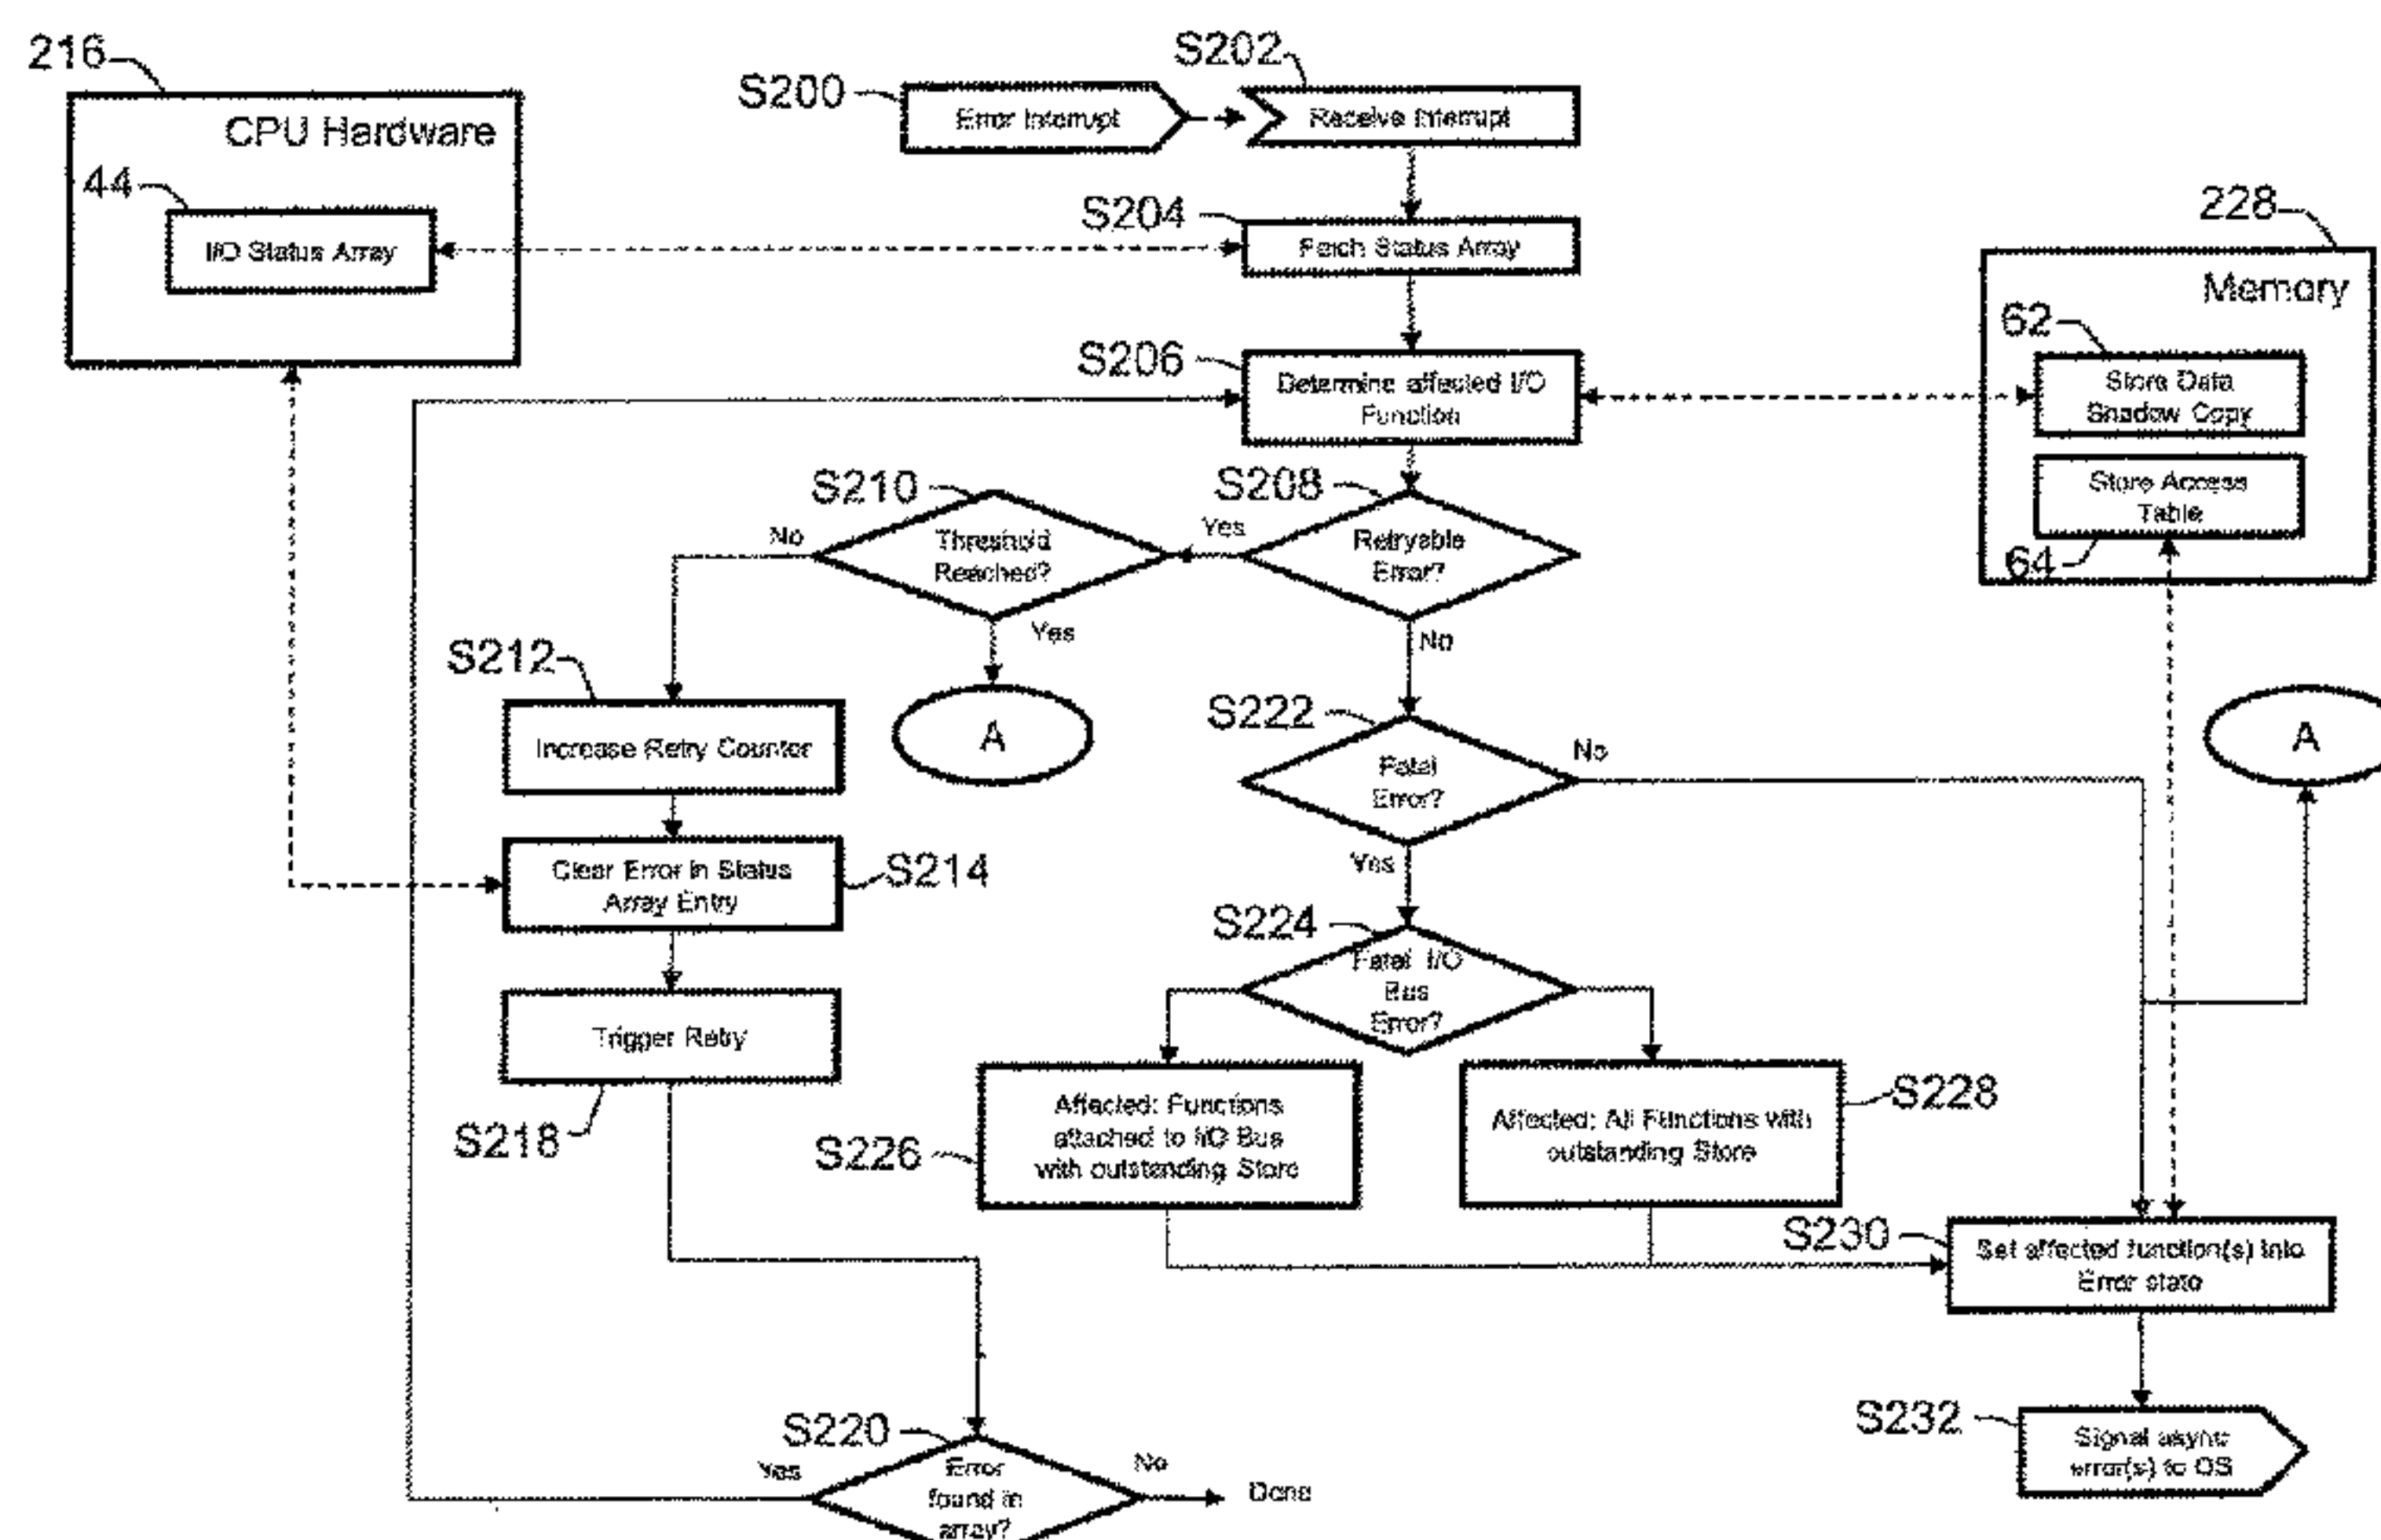 216
CPU Hardware
44
I/O Status Array
S200
Error Interrupt
S202
Receive Interrupt
S204
Fetch Status Array
228
Memory
62
Store Data
Shadow Copy
Store Access
Table
64
S206
Determine affected I/O
Function
S208
Retryable
Error?
Yes
No
S210
Threshold
Reached?
No
Yes
A
S212
Increase Retry Counter
Clear Error in Status
Array Entry
S214
Trigger Retry
S218
S222
Fatal
Error?
No
Yes
A
S224
Fatal I/O
Bus
Error?
S226
Affected: Functions
attached to I/O Bus
with outstanding Store
S228
Affected: All Functions with
outstanding Store
S230
Set affected function(s) into
Error state
S220
Error
found in
array?
Yes
No
Done
S232
Signal async
error(s) to OS